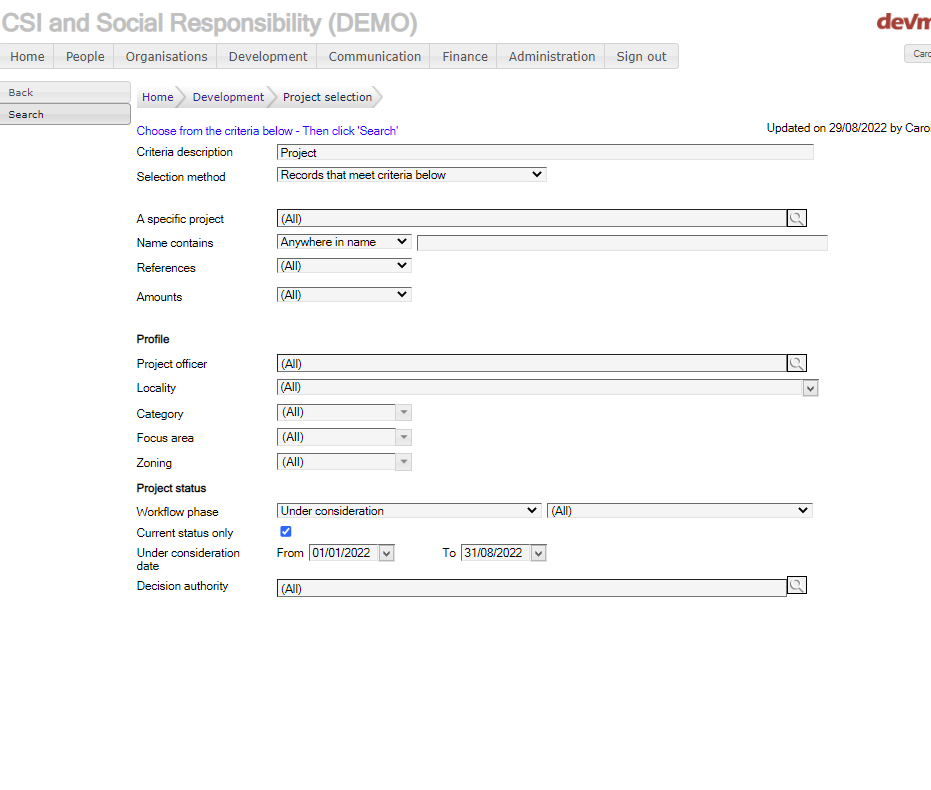 CSI and Social Responsibility (DEMO)
Home People Organisations Development Communication Finance Administration Sign out
Back
Search
Home Development Project selection
Choose from the criteria below - Then click 'Search'
Updated on 29/08/2022 by
Criteria description Project
Selection method Records that meet criteria below
A specific project (All)
Name contains Anywhere in name
References (All)
Amounts (All)
Profile
Project officer (All)
Locality (All)
Category (All)
Focus area (All)
Zoning (All)
Project status
Workflow phase Under consideration (All)
Current status only
Under consideration date From 01/01/2022 To 31/08/2022
Decision authority (All)